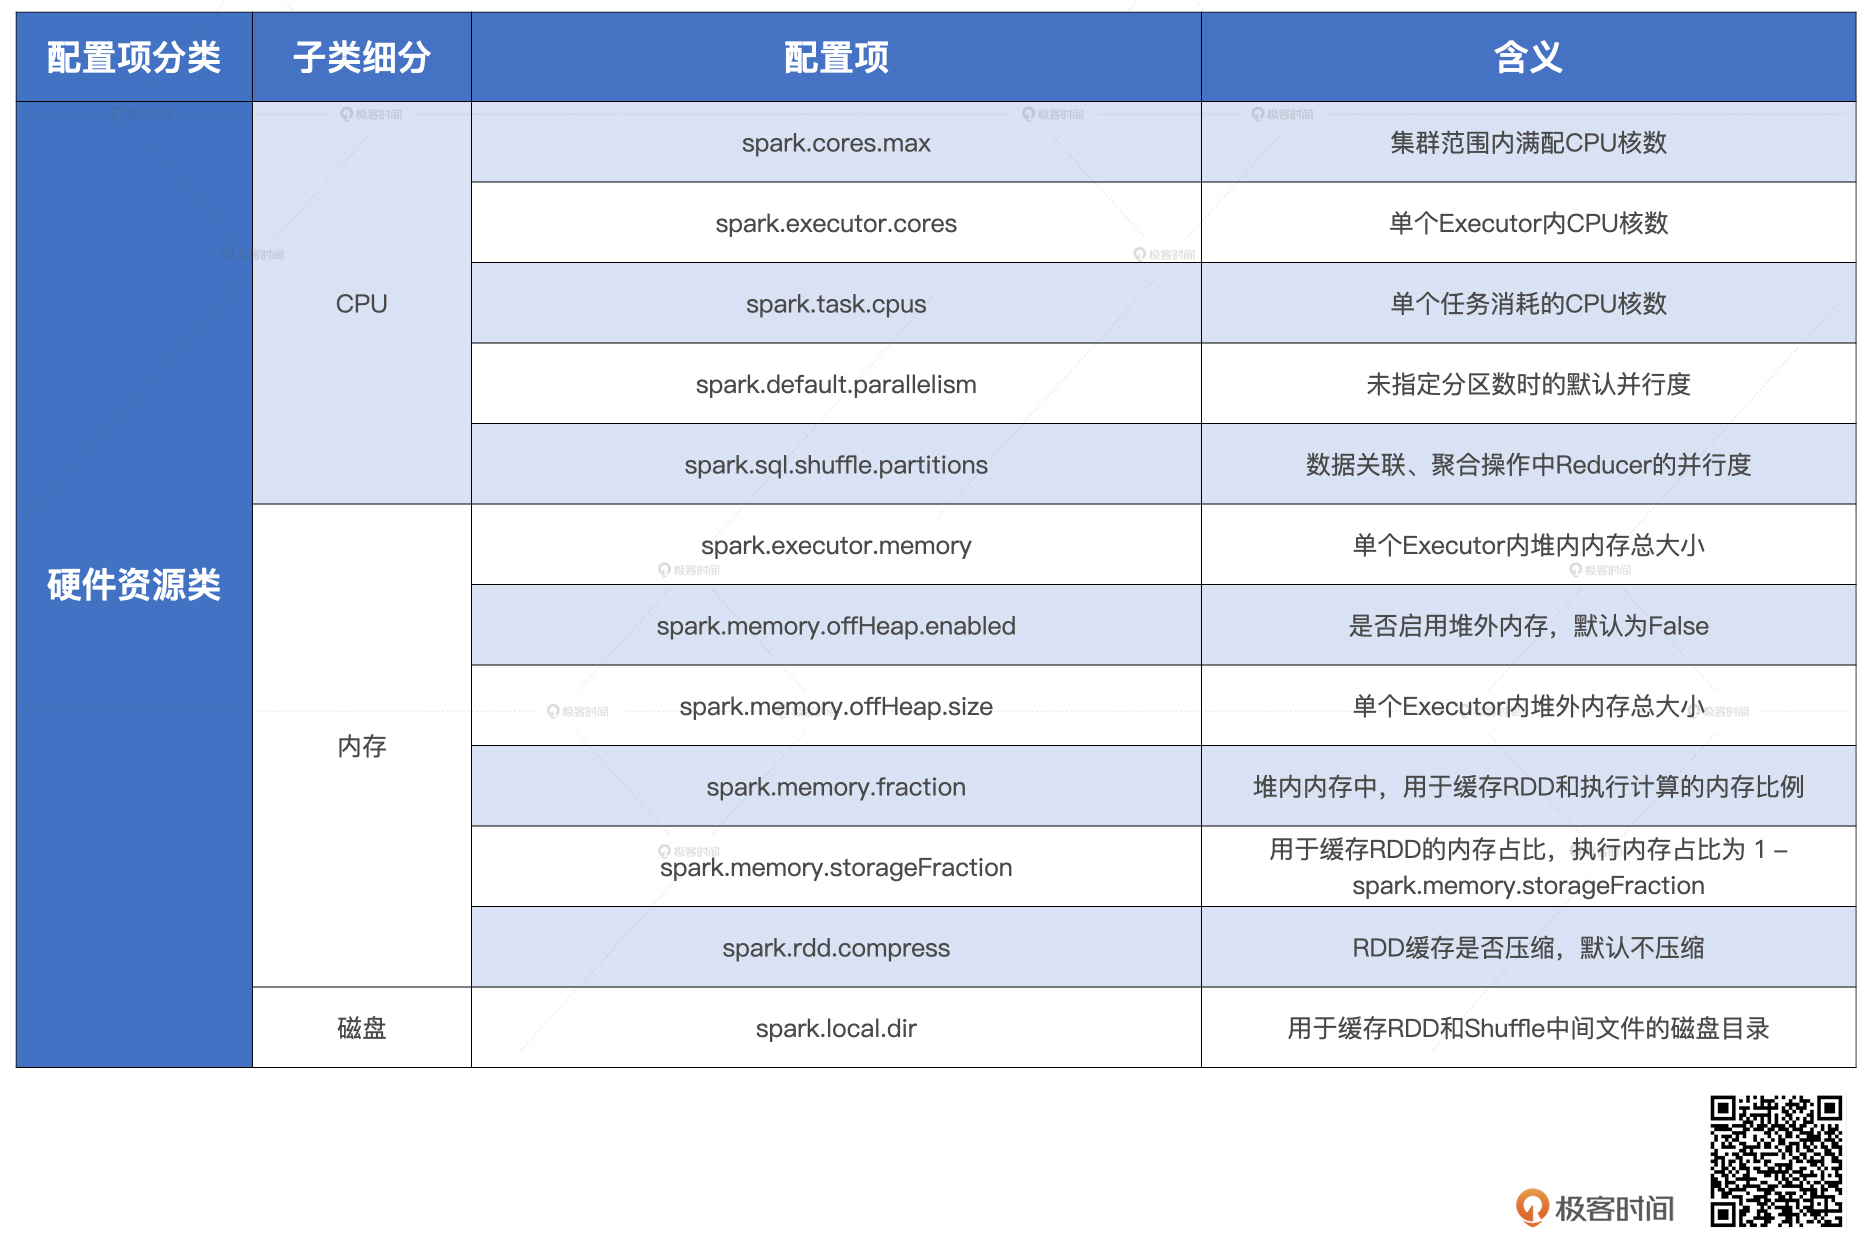 配置项分类 子类细分 配置项 含义
硬件资源类
CPU
spark.cores.max 集群范围内满配CPU核数
spark.executor.cores 单个Executor内CPU核数
spark.task.cpus 单个任务消耗的CPU核数
spark.default.parallelism 未指定分区数时的默认并行度
spark.sql.shuffle.partitions 数据关联、聚合操作中Reducer的并行度
内存
spark.executor.memory 单个Executor内堆内内存总大小
spark.memory.offHeap.enabled 是否启用堆外内存，默认为False
spark.memory.offHeap.size 单个Executor内堆外内存总大小
spark.memory.fraction 堆内内存中，用于缓存RDD和执行计算的内存比例
spark.memory.storageFraction 用于缓存RDD的内存占比，执行内存占比为 1 –
spark.memory.storageFraction
spark.rdd.compress RDD缓存是否压缩，默认不压缩
磁盘
spark.local.dir 用于缓存RDD和Shuffle中间文件的磁盘目录
极客时间